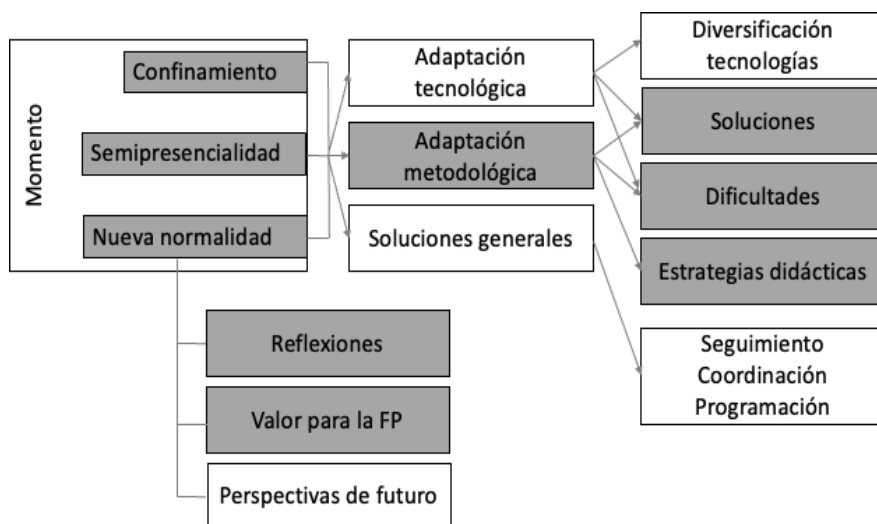 Momento
Confinamiento
Semipresencialidad
Nueva normalidad
Adaptación
tecnológica
Adaptación
metodológica
Soluciones generales
Diversificación
tecnologías
Soluciones
Dificultades
Estrategias didácticas
Seguimiento
Coordinación
Programación
Reflexiones
Valor para la FP
Perspectivas de futuro